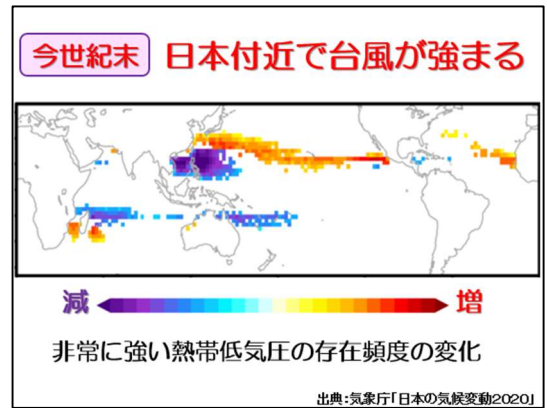 今世紀末 日本付近で台風が強まる
減 増
非常に強い熱帯低気圧の存在頻度の変化
出典:気象庁「日本の気候変動2020」